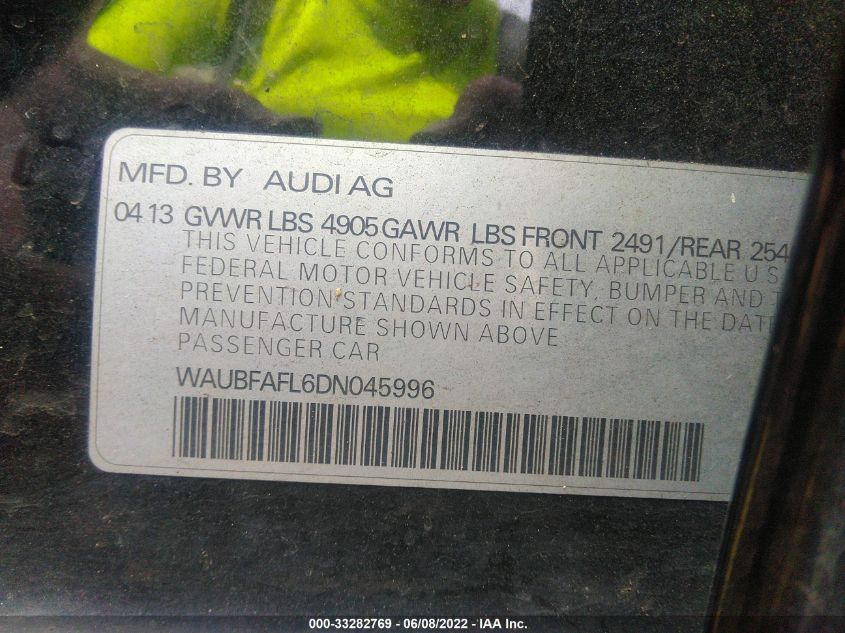 MFD. BY AUDI AG
04 13 GVWR LBS 4905 GAWR LBS FRONT 2491/REAR 254
THIS VEHICLE CONFORMS TO ALL APPLICABLE U S
FEDERAL MOTOR VEHICLE SAFETY, BUMPER AND T
PREVENTION STANDARDS IN EFFECT ON THE DATE
MANUFACTURE SHOWN ABOVE
PASSENGER CAR
WAUBFAFL6DN045996
000-33282769 - 06/08/2022 - IAA Inc.